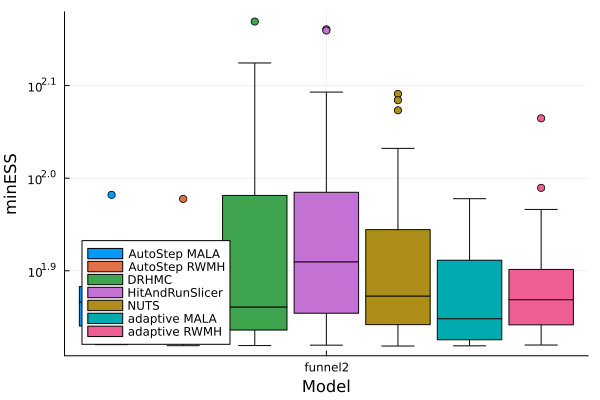 minESS
10^2.1
10^2.0
10^1.9
AutoStep MALA
AutoStep RWMH
DRHMC
HitAndRunSlicer
NUTS
adaptive MALA
adaptive RWMH
funnel2
Model